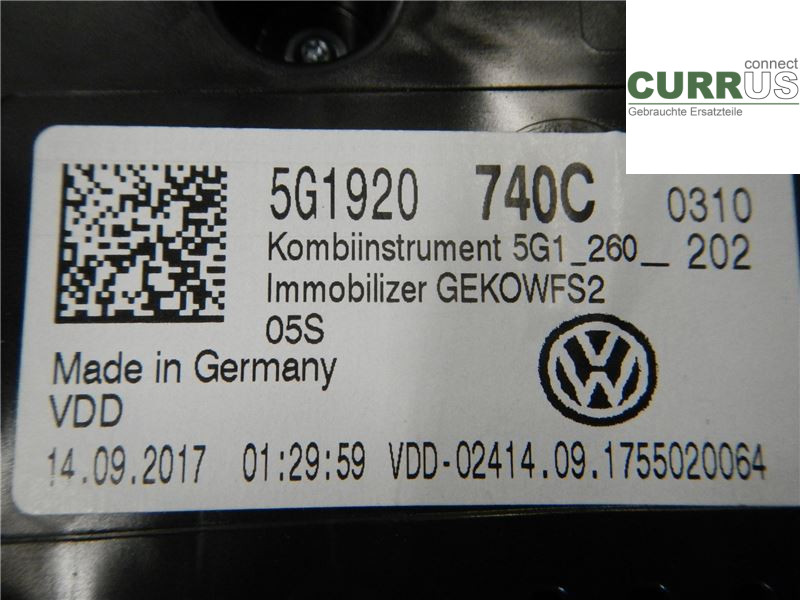 connect
CURRUS
Gebrauchte Ersatzteile
5G1920 740C 0310
Kombiinstrument 5G1_260__ 202
Immobilizer GEKOWFS2
05S
Made in Germany
VDD
14.09.2017 01:29:59 VDD-02414.09.1755020064